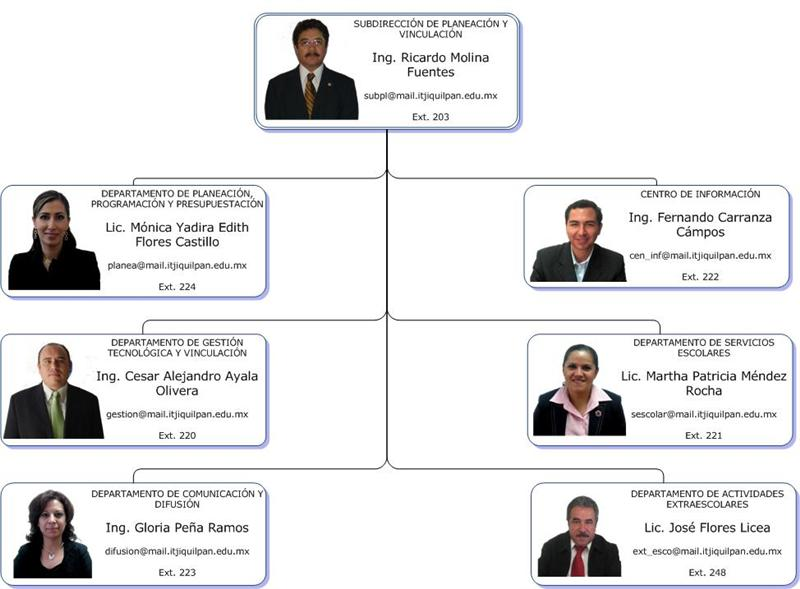 SUBDIRECCIÓN DE PLANEACIÓN Y
VINCULACIÓN
Ing. Ricardo Molina
Fuentes
subpl@mail.itjiquilpan.edu.mx
Ext. 203
DEPARTAMENTO DE PLANEACIÓN,
PROGRAMACIÓN Y PRESUPUESTACIÓN
Lic. Mónica Yadira Edith
Flores Castillo
planea@mail.itjiquilpan.edu.mx
Ext. 224
CENTRO DE INFORMACIÓN
Ing. Fernando Carranza
Cámpos
cen_inf@mail.itjiquilpan.edu.mx
Ext. 222
DEPARTAMENTO DE GESTIÓN
TECNOLÓGICA Y VINCULACIÓN
Ing. Cesar Alejandro Ayala
Olivera
gestion@mail.itjiquilpan.edu.mx
Ext. 220
DEPARTAMENTO DE SERVICIOS
ESCOLARES
Lic. Martha Patricia Méndez
Rocha
sescolar@mail.itjiquilpan.edu.mx
Ext. 221
DEPARTAMENTO DE COMUNICACIÓN Y
DIFUSIÓN
Ing. Gloria Peña Ramos
difusion@mail.itjiquilpan.edu.mx
Ext. 223
DEPARTAMENTO DE ACTIVIDADES
EXTRAESCOLARES
Lic. José Flores Licea
ext_esco@mail.itjiquilpan.edu.mx
Ext. 248